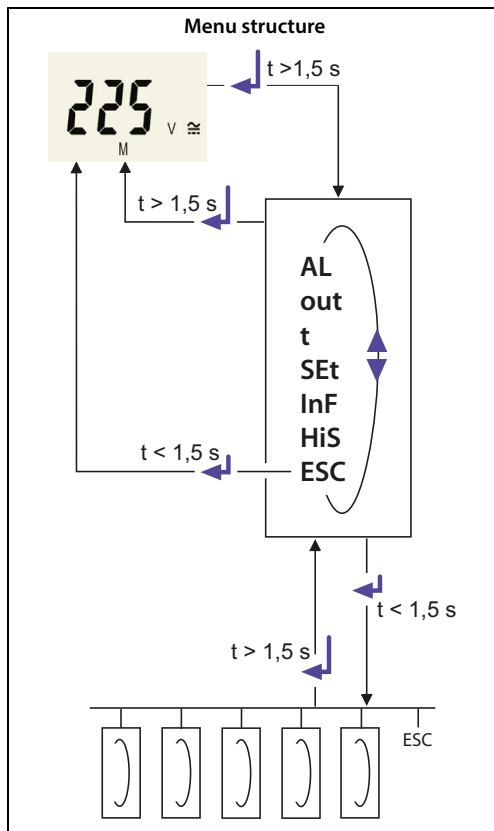 Menu structure
t >1,5 s
225 V ≅
M
t > 1,5 s
AL
out
t
SEt
InF
HiS
ESC
t < 1,5 s
t < 1,5 s
t > 1,5 s
ESC